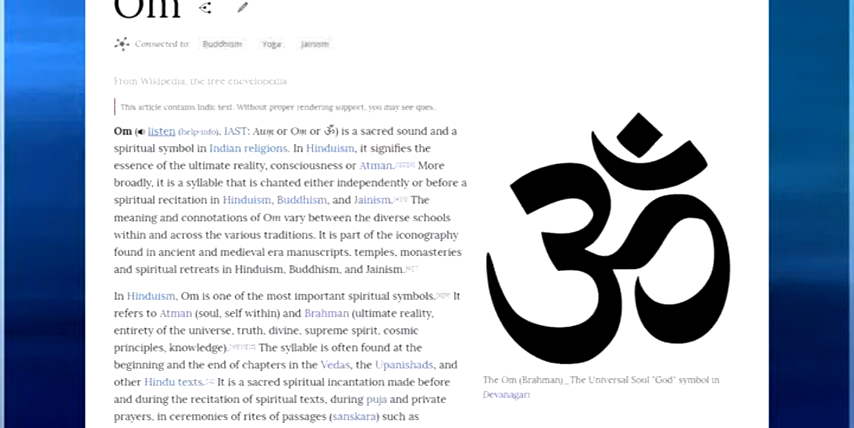 Om
Connected to: Buddhism Yoga Jainism
From Wikipedia, the free encyclopedia
This article contains Indic text. Without proper rendering support, you may see ques...
Om (listen (help·info), IAST: Auṃ or Oṃ or ॐ) is a sacred sound and a
spiritual symbol in Indian religions. In Hinduism, it signifies the
essence of the ultimate reality, consciousness or Atman. More
broadly, it is a syllable that is chanted either independently or before a
spiritual recitation in Hinduism, Buddhism, and Jainism. The
meaning and connotations of Om vary between the diverse schools
within and across the various traditions. It is part of the iconography
found in ancient and medieval era manuscripts, temples, monasteries
and spiritual retreats in Hinduism, Buddhism, and Jainism.
In Hinduism, Om is one of the most important spiritual symbols. It
refers to Atman (soul, self within) and Brahman (ultimate reality,
entirety of the universe, truth, divine, supreme spirit, cosmic
principles, knowledge). The syllable is often found at the
beginning and the end of chapters in the Vedas, the Upanishads, and
other Hindu texts. It is a sacred spiritual incantation made before
and during the recitation of spiritual texts, during puja and private
prayers, in ceremonies of rites of passages (sanskara) such as
ॐ
The Om (Brahman)_The Universal Soul "God" symbol in
Devanagari